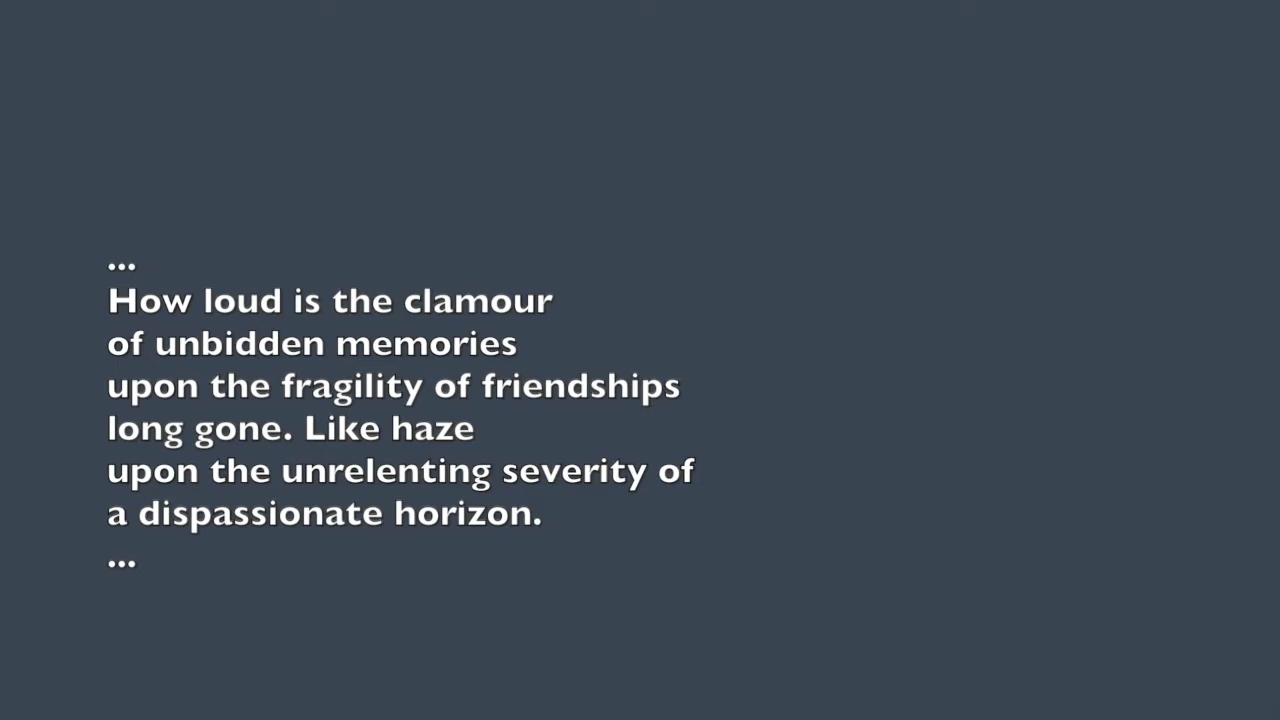 ...
How loud is the clamour
of unbidden memories
upon the fragility of friendships
long gone. Like haze
upon the unrelenting severity of
a dispassionate horizon.
...